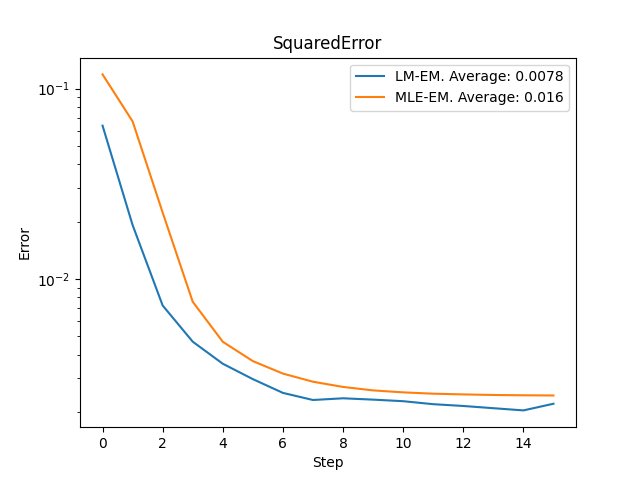 SquaredError
LM-EM. Average: 0.0078
MLE-EM. Average: 0.016
10⁻¹
10⁻²
Error
0 2 4 6 8 10 12 14
Step